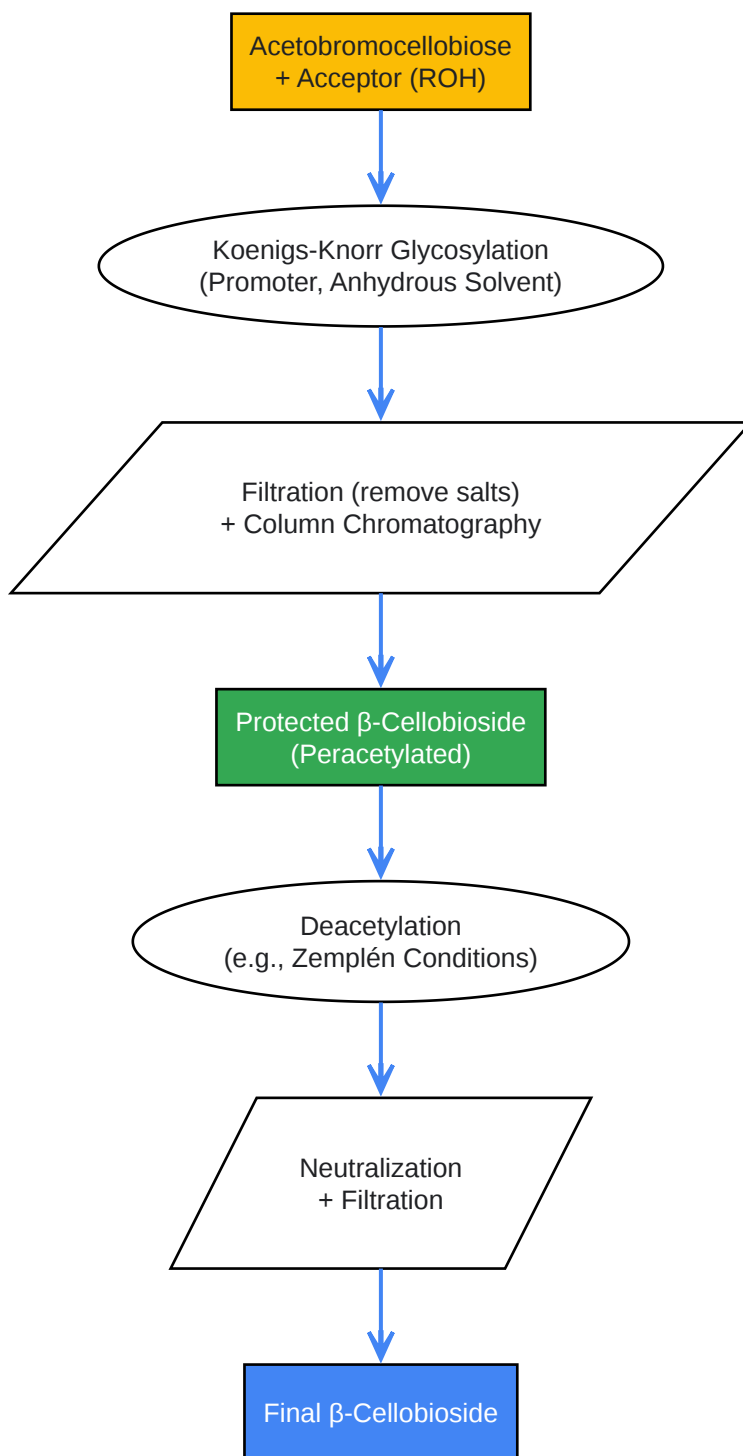 Acetobromocellobiose
+ Acceptor (ROH)
Koenigs-Knorr Glycosylation
(Promoter, Anhydrous Solvent)
Filtration (remove salts)
+ Column Chromatography
Protected β-Cellobioside
(Peracetylated)
Deacetylation
(e.g., Zemplén Conditions)
Neutralization
+ Filtration
Final β-Cellobioside